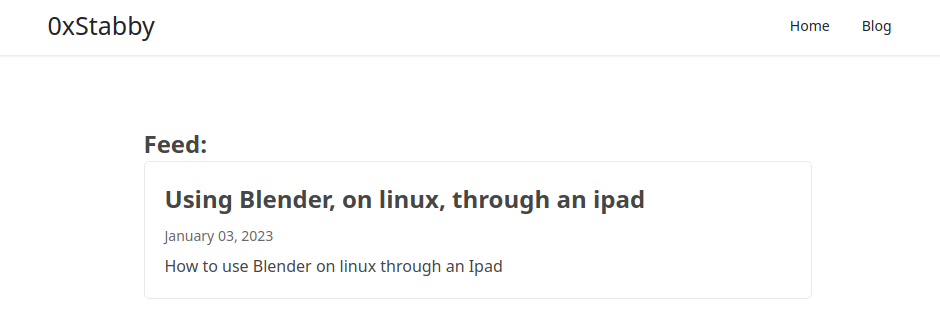 0xStabby
Home Blog
Feed:
Using Blender, on linux, through an ipad
January 03, 2023
How to use Blender on linux through an Ipad